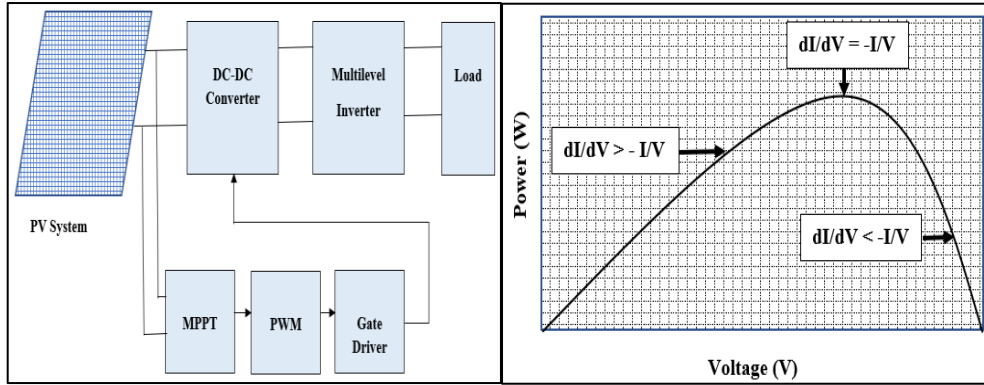 DC-DC
Converter
Multilevel
Inverter
Load
PV System
MPPT
PWM
Gate
Driver
dI/dV = -I/V
dI/dV > - I/V
dI/dV < -I/V
Power (W)
Voltage (V)